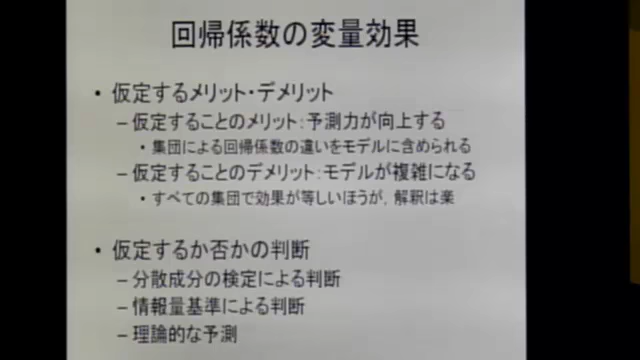 回帰係数の変量効果
• 仮定するメリット・デメリット
–仮定することのメリット:予測力が向上する
• 集団による回帰係数の違いをモデルに含められる
–仮定することのデメリット:モデルが複雑になる
• すべての集団で効果が等しいほうが, 解釈は楽
• 仮定するか否かの判断
–分散成分の検定による判断
–情報量基準による判断
–理論的な予測